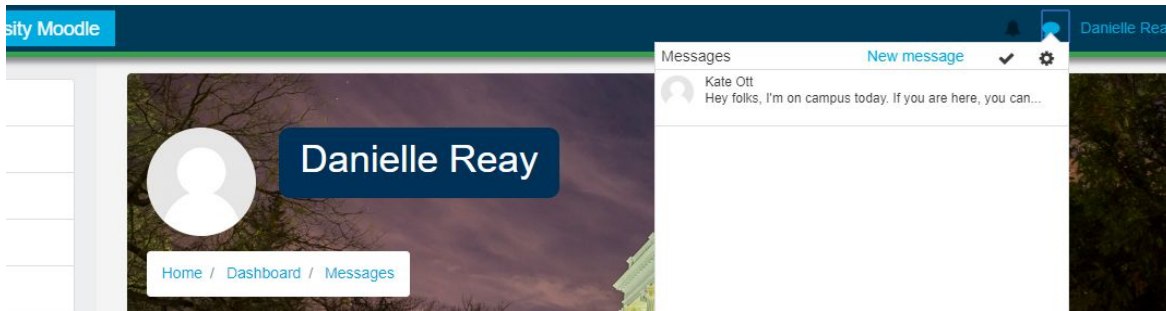 sity Moodle
Danielle Rea
Messages New message
Kate Ott
Hey folks, I'm on campus today. If you are here, you can...
Danielle Reay
Home / Dashboard / Messages